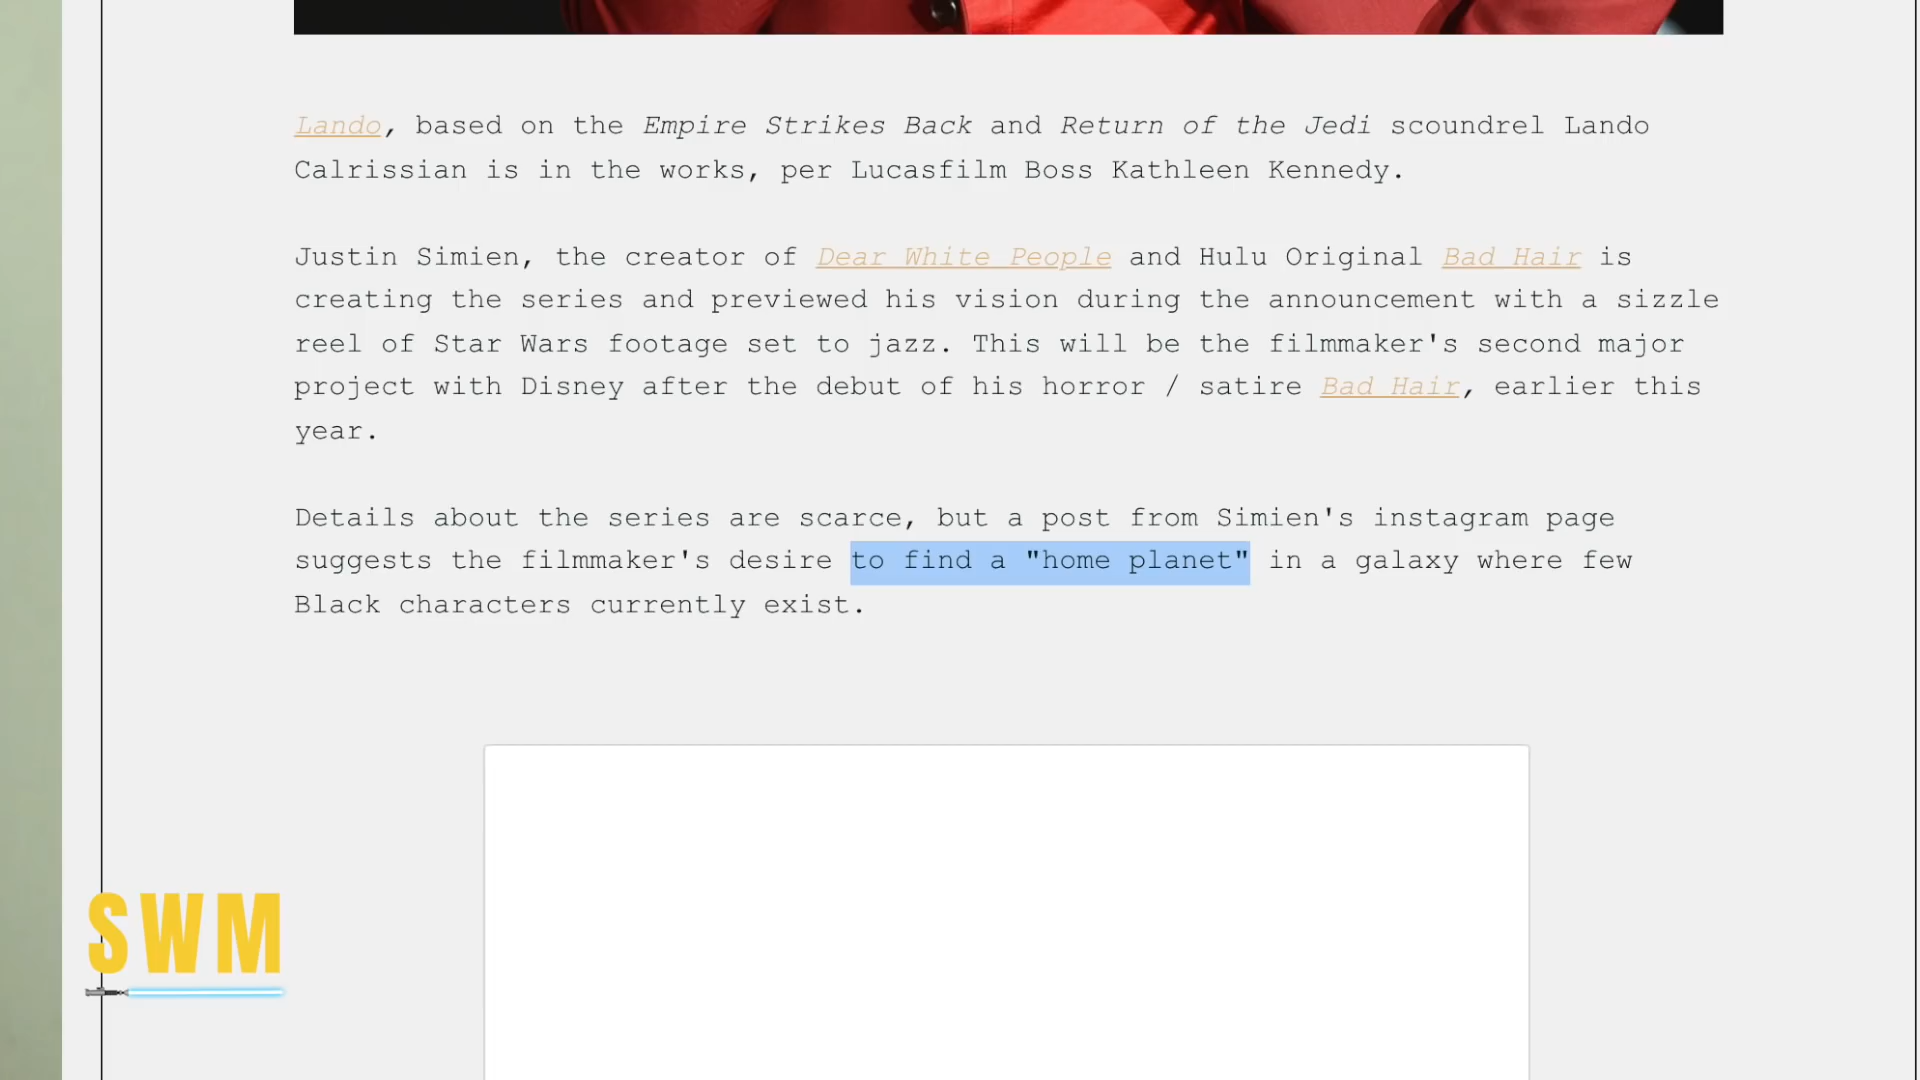 Lando, based on the Empire Strikes Back and Return of the Jedi scoundrel Lando
Calrissian is in the works, per Lucasfilm Boss Kathleen Kennedy.
Justin Simien, the creator of Dear White People and Hulu Original Bad Hair is
creating the series and previewed his vision during the announcement with a sizzle
reel of Star Wars footage set to jazz. This will be the filmmaker's second major
project with Disney after the debut of his horror / satire Bad Hair, earlier this
year.
Details about the series are scarce, but a post from Simien's instagram page
suggests the filmmaker's desire to find a "home planet" in a galaxy where few
Black characters currently exist.
SWM